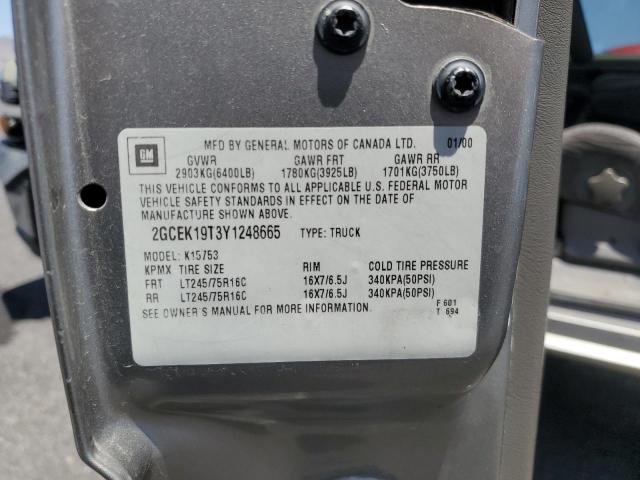 GM
MFD BY GENERAL MOTORS OF CANADA LTD. 01/00
GVWR GAWR FRT GAWR RR
2903KG(6400LB) 1780KG(3925LB) 1701KG(3750LB)
THIS VEHICLE CONFORMS TO ALL APPLICABLE U.S. FEDERAL MOTOR
VEHICLE SAFETY STANDARDS IN EFFECT ON THE DATE OF
MANUFACTURE SHOWN ABOVE.
2GCEK19T3Y1248665 TYPE: TRUCK
MODEL: K15753
KPMX TIRE SIZE RIM COLD TIRE PRESSURE
FRT LT245/75R16C 16X7/6.5J 340KPA(50PSI)
RR LT245/75R16C 16X7/6.5J 340KPA(50PSI)
SEE OWNER'S MANUAL FOR MORE INFORMATION.
F 601
T 694